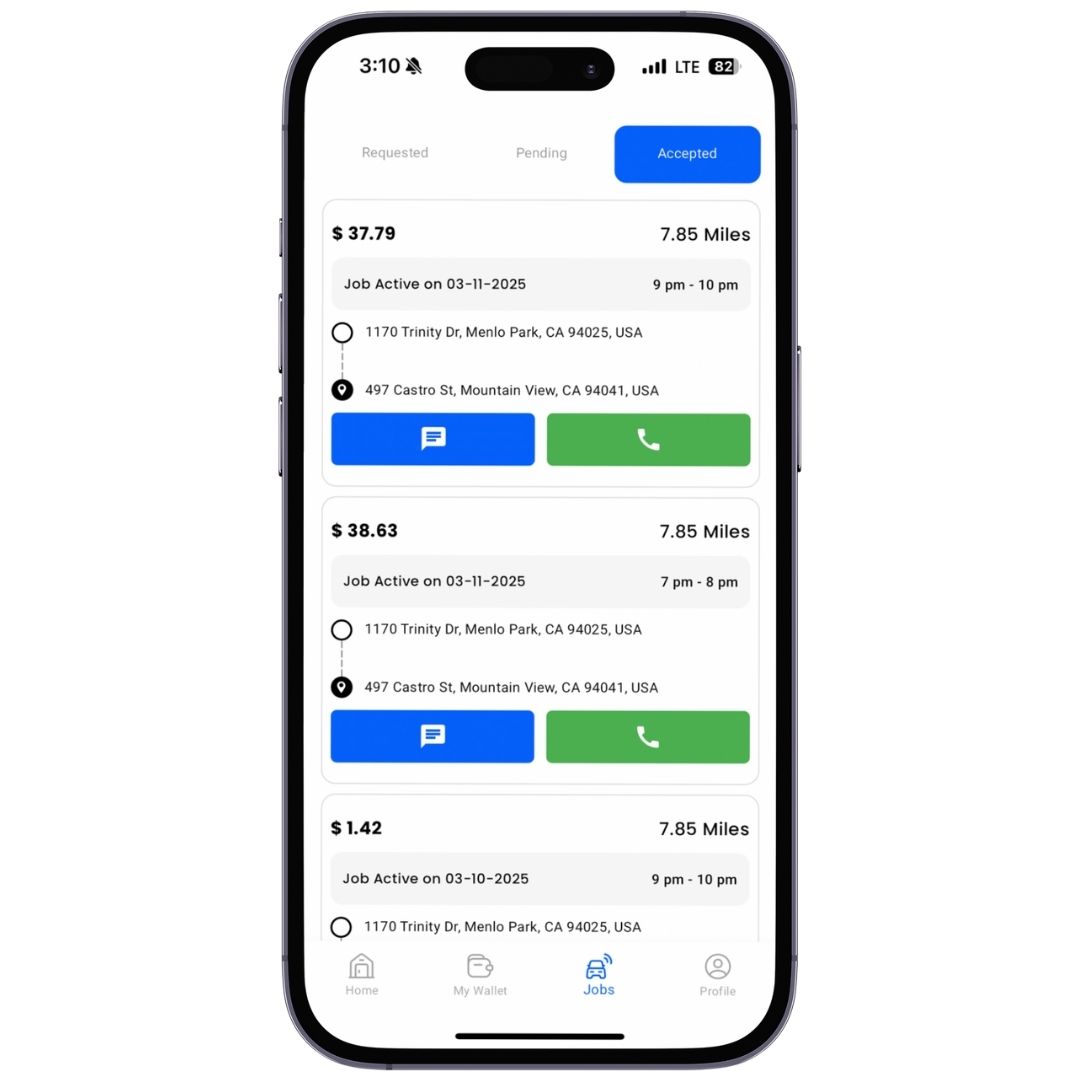 3:10 LTE 82
Requested Pending Accepted
$ 37.79 7.85 Miles
Job Active on 03-11-2025 9 pm - 10 pm
1170 Trinity Dr, Menlo Park, CA 94025, USA
497 Castro St, Mountain View, CA 94041, USA
$ 38.63 7.85 Miles
Job Active on 03-11-2025 7 pm - 8 pm
1170 Trinity Dr, Menlo Park, CA 94025, USA
497 Castro St, Mountain View, CA 94041, USA
$ 1.42 7.85 Miles
Job Active on 03-10-2025 9 pm - 10 pm
1170 Trinity Dr, Menlo Park, CA 94025, USA
Home My Wallet Jobs Profile